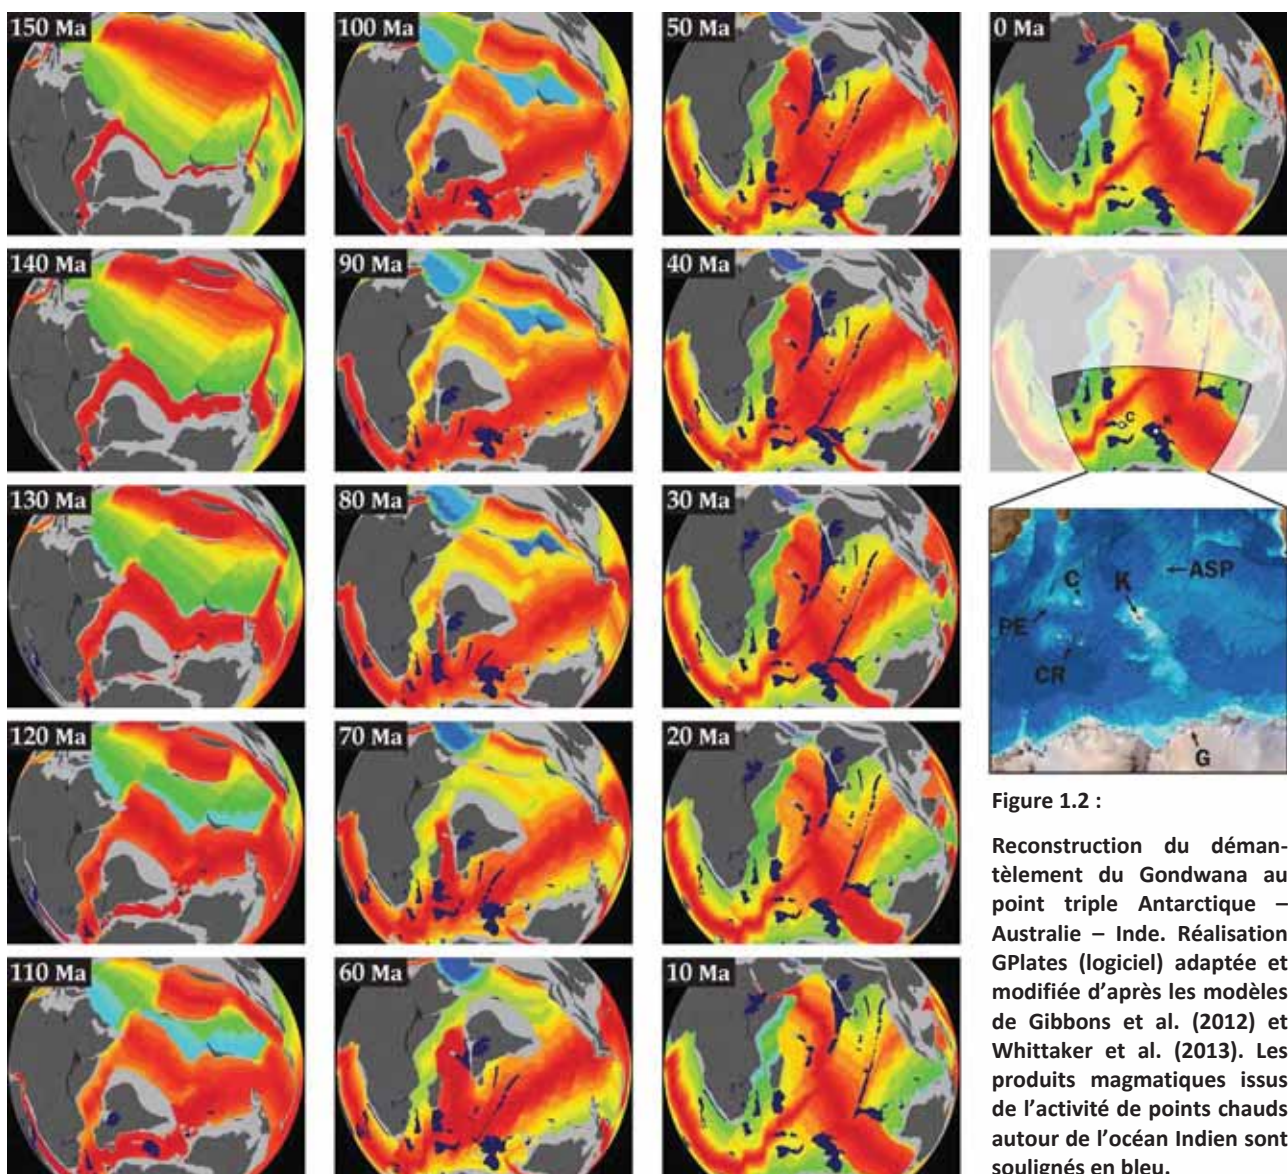 150 Ma
100 Ma
50 Ma
0 Ma
140 Ma
90 Ma
40 Ma
C
K
130 Ma
80 Ma
30 Ma
C
K
ASP
PE
CR
G
120 Ma
70 Ma
20 Ma
110 Ma
60 Ma
10 Ma
Figure 1.2 :
Reconstruction du déman-
tèlement du Gondwana au
point triple Antarctique –
Australie – Inde. Réalisation
GPlates (logiciel) adaptée et
modifiée d’après les modèles
de Gibbons et al. (2012) et
Whittaker et al. (2013). Les
produits magmatiques issus
de l’activité de points chauds
autour de l’océan Indien sont
soulignés en bleu.